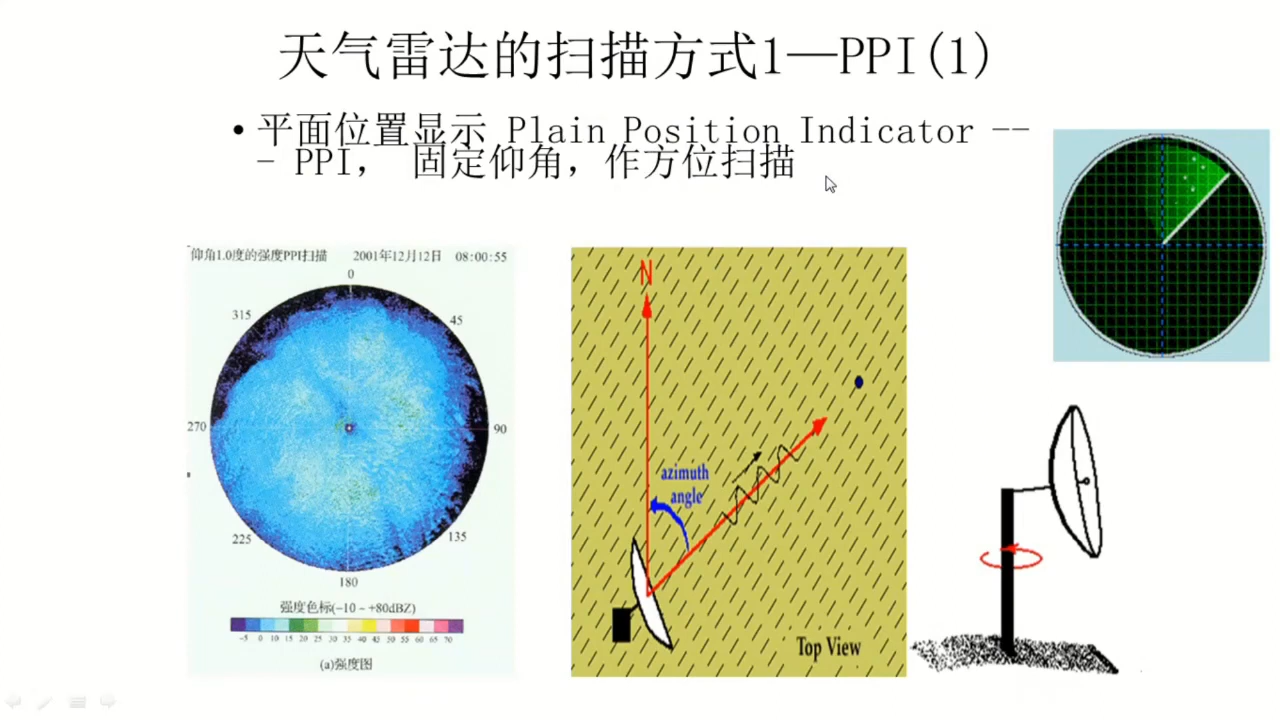 天气雷达的扫描方式1—PPI(1)
• 平面位置显示 Plain Position Indicator --
- PPI， 固定仰角，作方位扫描
仰角1.0度的强度PPI扫描 2001年12月12日 08:00:55
0
315 45
270 90
225 135
180
强度色标(-10 ~ +80dBZ)
-5 0 10 15 20 25 30 35 40 45 50 55 60 65 70
(a)强度图
N
azimuth
angle
Top View